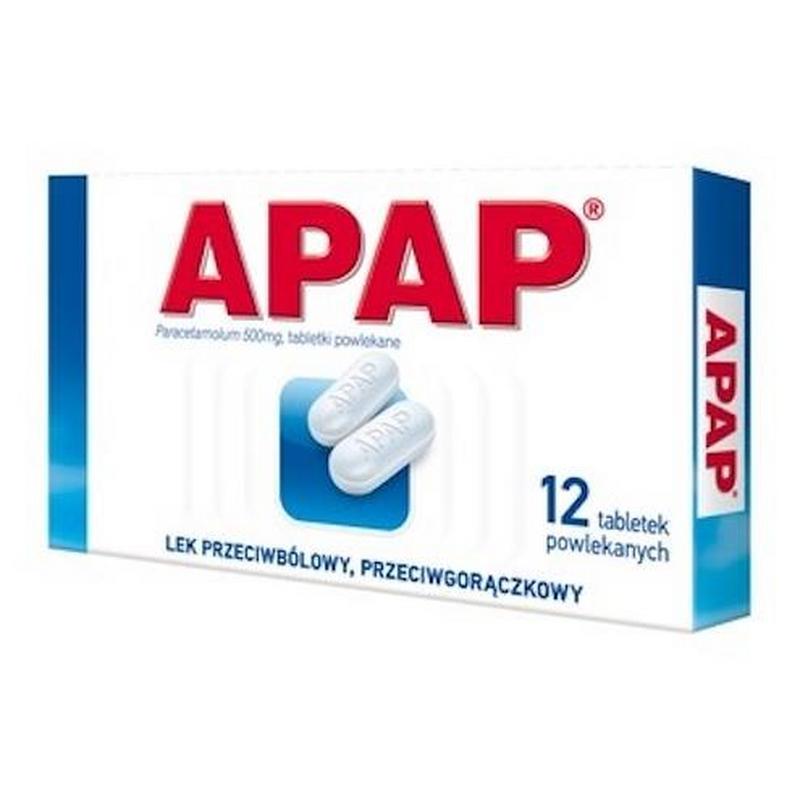 APAP®
Paracetamolum 500mg, tabletki powlekane
APAP
APAP
12 tabletek
powlekanych
LEK PRZECIWBÓLOWY, PRZECIWGORĄCZKOWY
APAP®